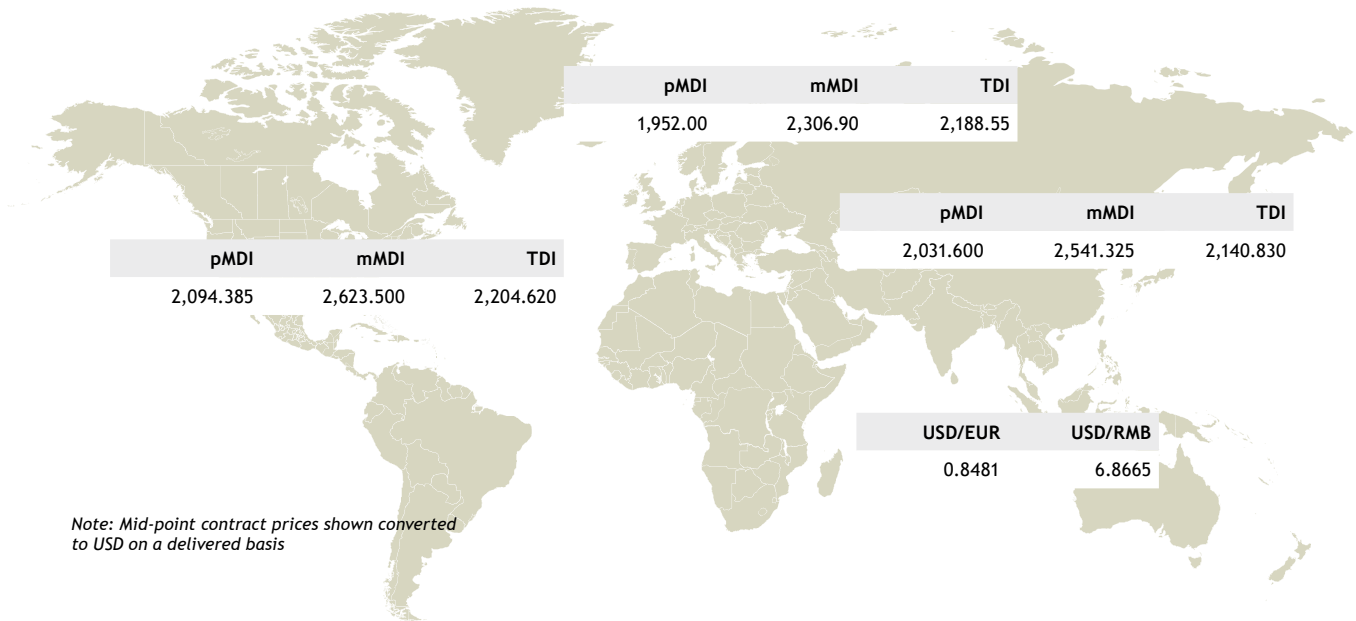 pMDI mMDI TDI
1,952.00 2,306.90 2,188.55
pMDI mMDI TDI
2,031.600 2,541.325 2,140.830
pMDI mMDI TDI
2,094.385 2,623.500 2,204.620
USD/EUR USD/RMB
0.8481 6.8665
Note: Mid-point contract prices shown converted
to USD on a delivered basis